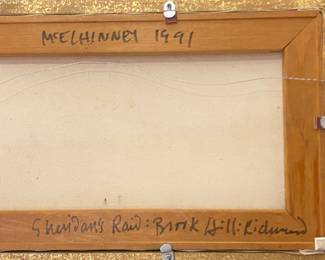 McELHINNEY 1991
Sheridan's Raid: Brook Hill: Richmond